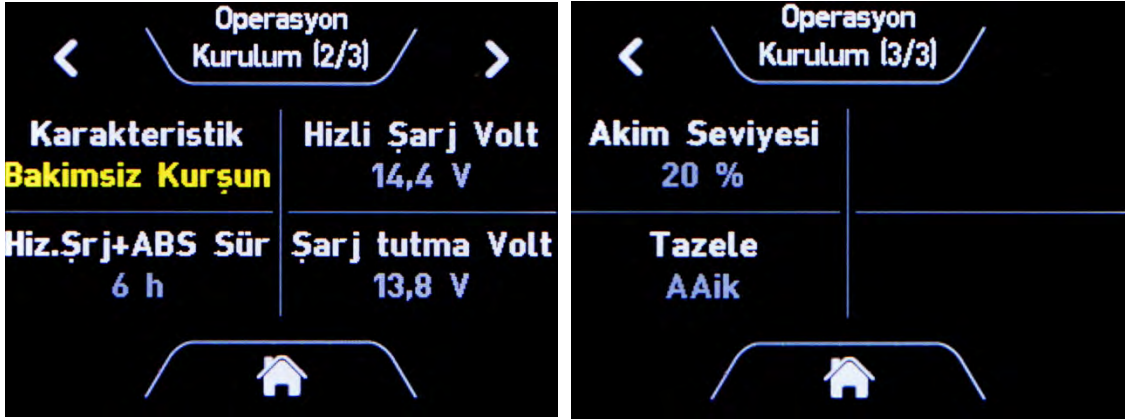 Operasyon
Kurulum (2/3)
Karakteristik
Bakimsiz Kurşun
Hizli Şarj Volt
14,4 V
Hiz.Şrj+ABS Sür
6 h
Şarj tutma Volt
13,8 V
Operasyon
Kurulum (3/3)
Akim Seviyesi
20 %
Tazele
AAik